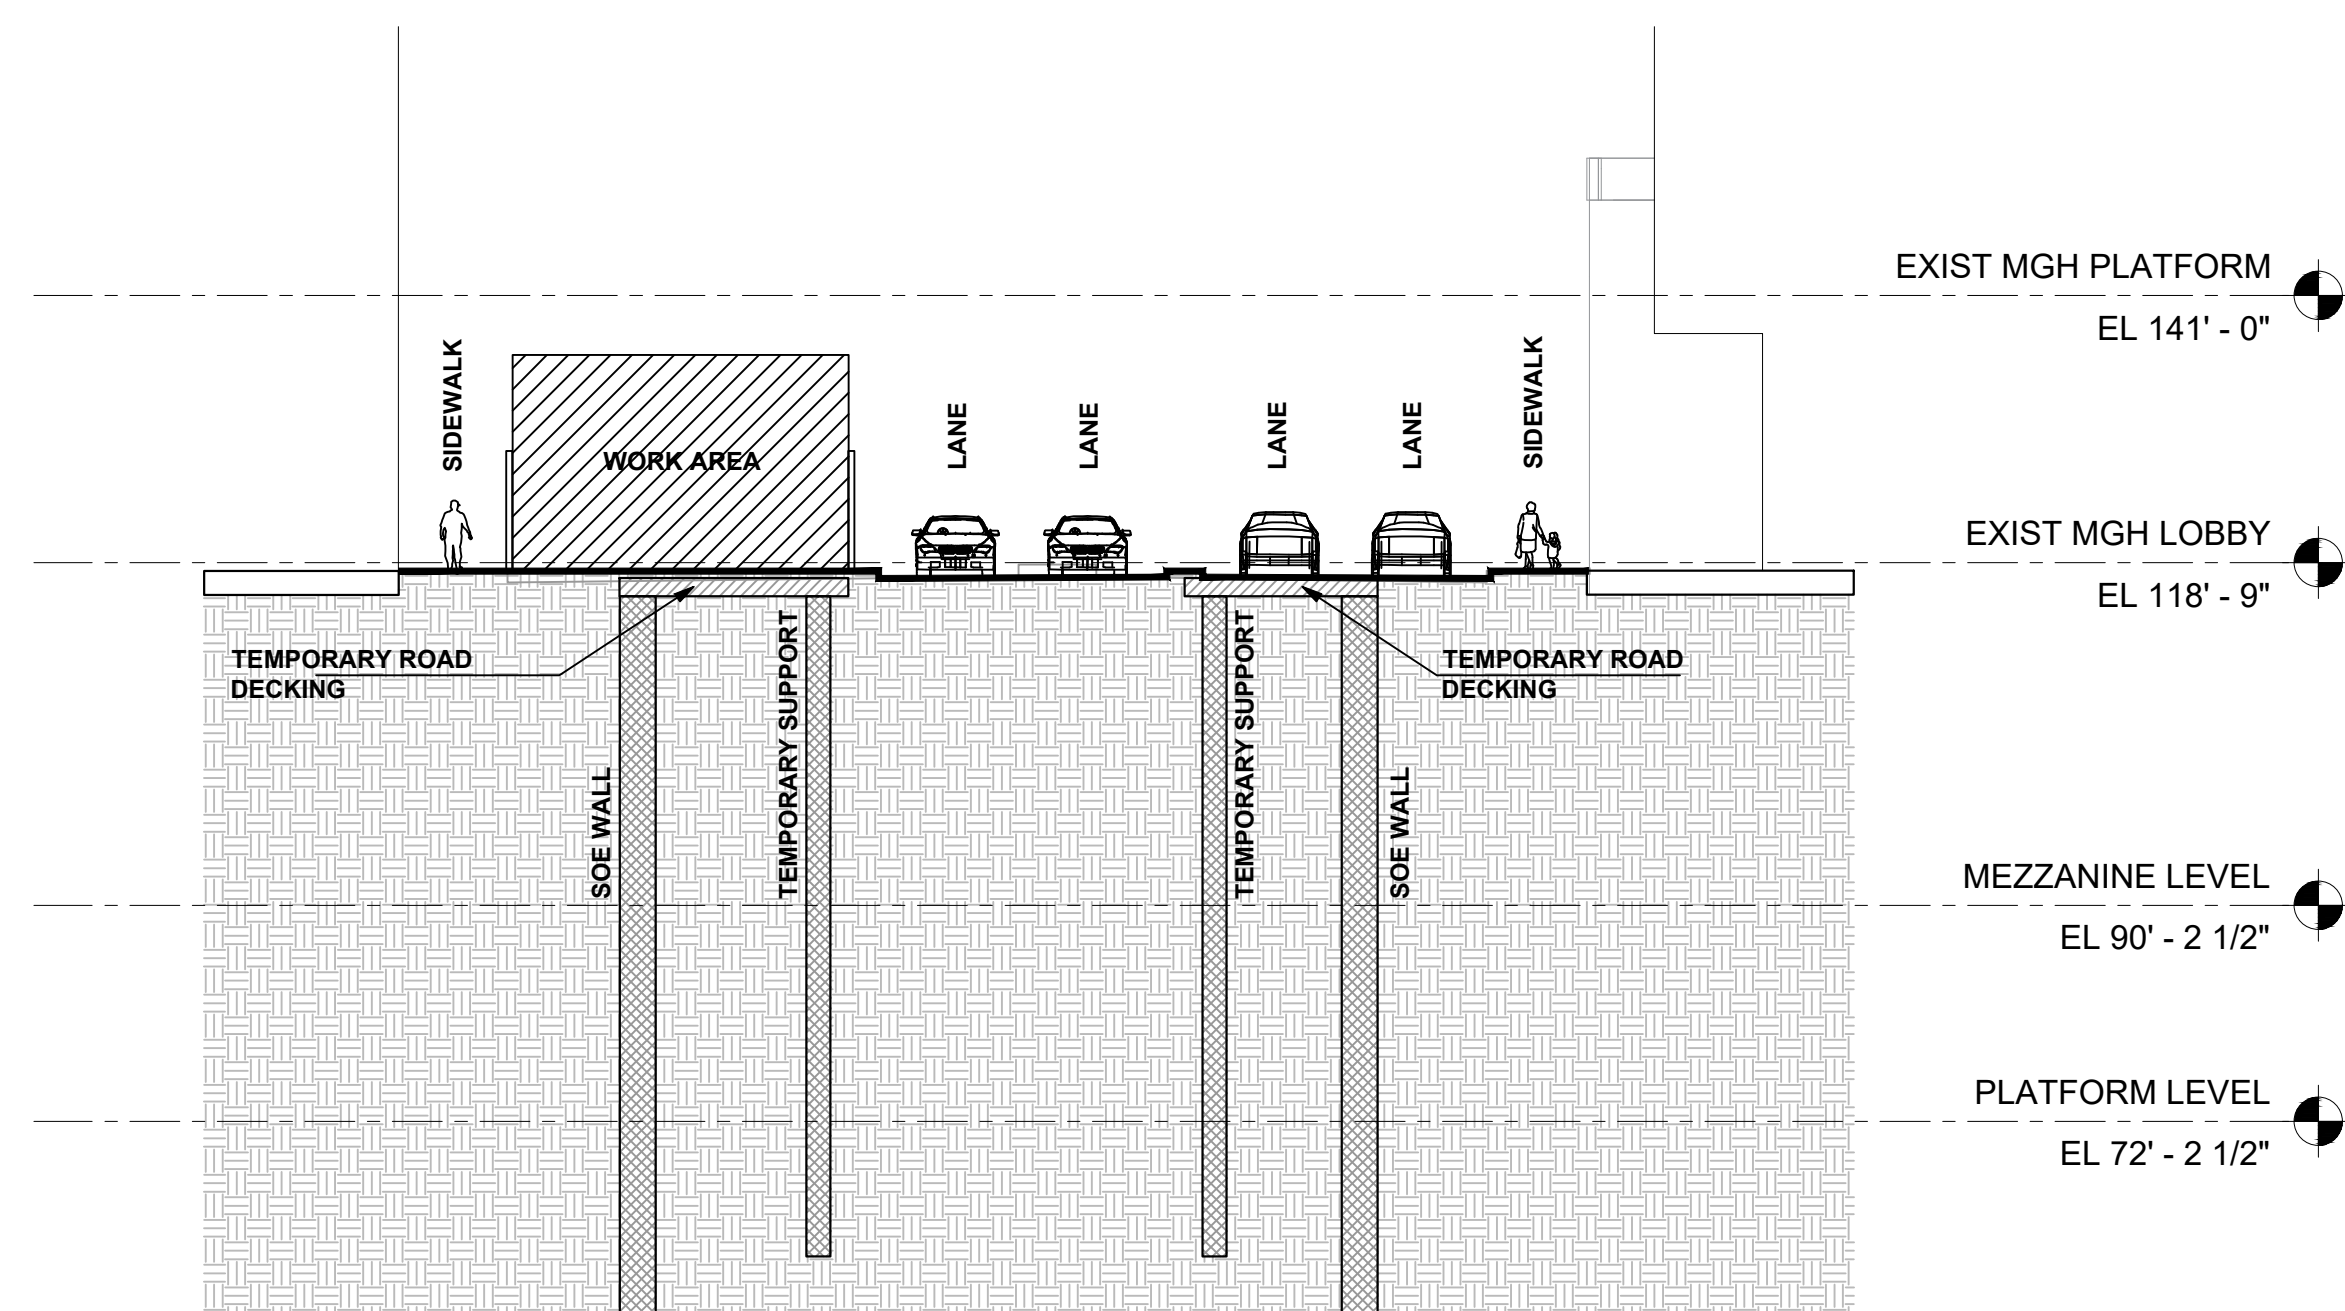 EXIST MGH PLATFORM
EL 141' - 0"
SIDEWALK
WORK AREA
LANE
LANE
LANE
LANE
SIDEWALK
EXIST MGH LOBBY
EL 118' - 9"
TEMPORARY ROAD
DECKING
SOE WALL
TEMPORARY SUPPORT
TEMPORARY SUPPORT
SOE WALL
TEMPORARY ROAD
DECKING
MEZZANINE LEVEL
EL 90' - 2 1/2"
PLATFORM LEVEL
EL 72' - 2 1/2"